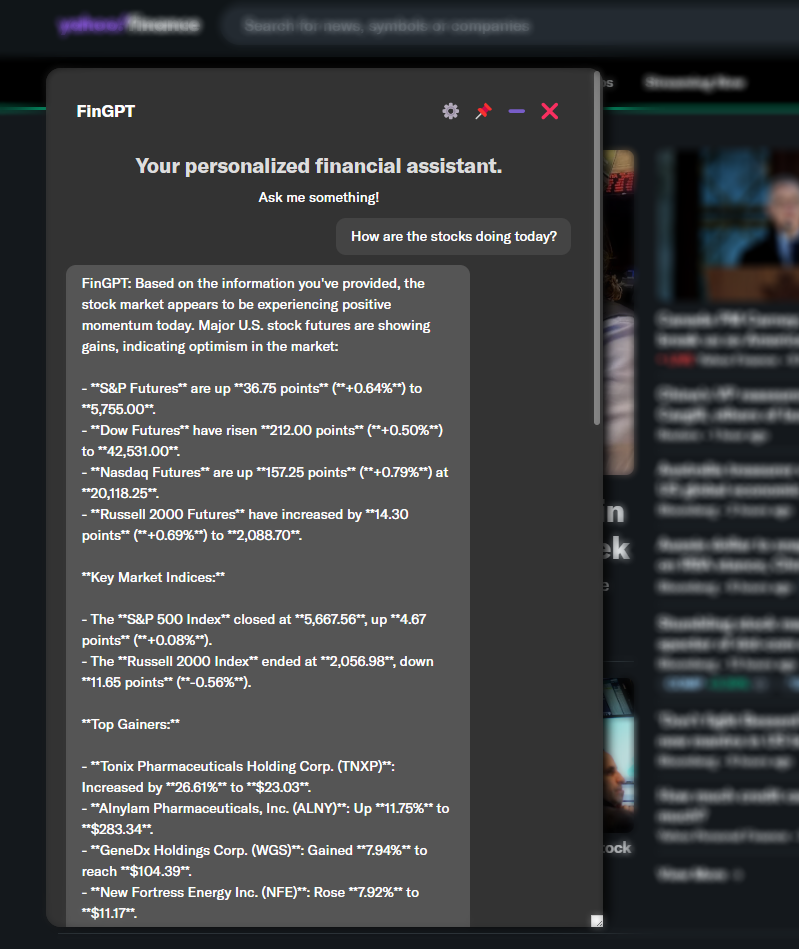 yahoo!finance
Search for news, symbols or companies
FinGPT
Your personalized financial assistant.
Ask me something!
How are the stocks doing today?
FinGPT: Based on the information you've provided, the
stock market appears to be experiencing positive
momentum today. Major U.S. stock futures are showing
gains, indicating optimism in the market:
- **S&P Futures** are up **36.75 points** (**+0.64%**) to
**5,755.00**.
- **Dow Futures** have risen **212.00 points** (**+0.50%**)
to **42,531.00**.
- **Nasdaq Futures** are up **157.25 points** (**+0.79%**) at
**20,118.25**.
- **Russell 2000 Futures** have increased by **14.30
points** (**+0.69%**) to **2,088.70**.
**Key Market Indices:**
- The **S&P 500 Index** closed at **5,667.56**, up **4.67
points** (**+0.08%**).
- The **Russell 2000 Index** ended at **2,056.98**, down
**11.65 points** (**-0.56%**).
**Top Gainers:**
- **Tonix Pharmaceuticals Holding Corp. (TNXP)**:
Increased by **26.61%** to **$23.03**.
- **Alnylam Pharmaceuticals, Inc. (ALNY)**: Up **11.75%** to
**$283.34**.
- **GeneDx Holdings Corp. (WGS)**: Gained **7.94%** to
reach **$104.39**.
- **New Fortress Energy Inc. (NFE)**: Rose **7.92%** to
**$11.17**.